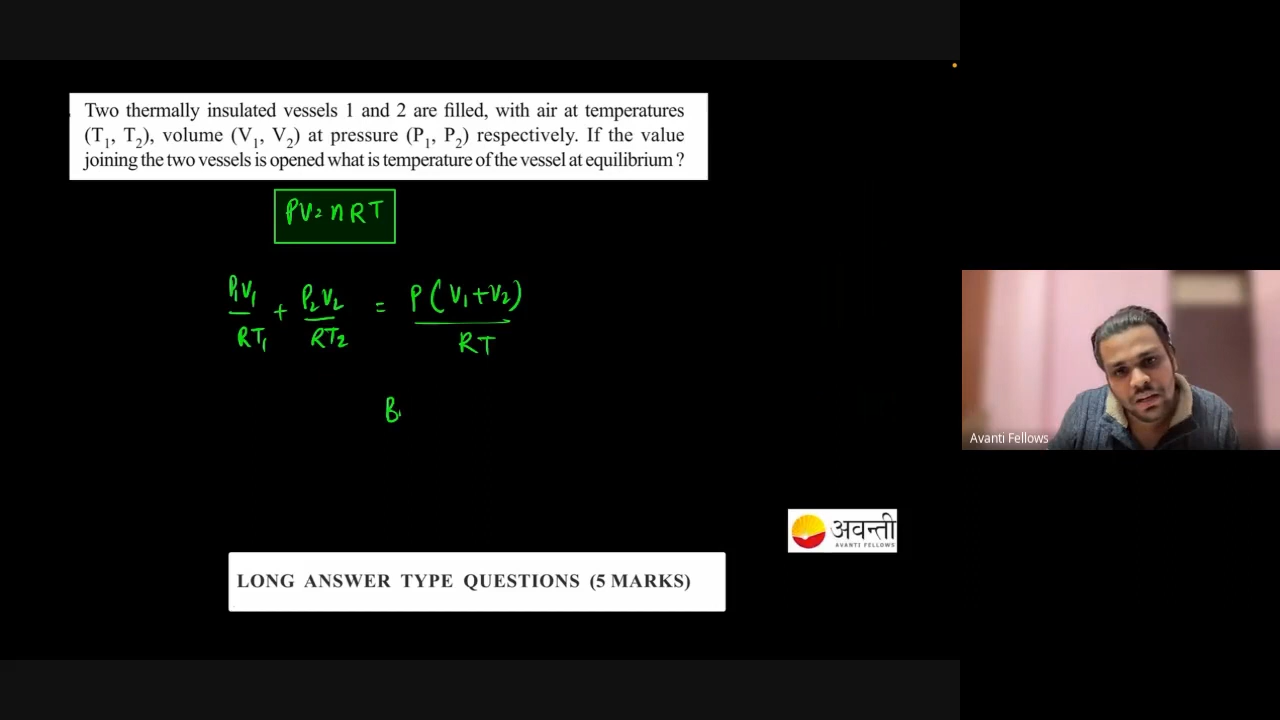 Two thermally insulated vessels 1 and 2 are filled, with air at temperatures
(T₁, T₂), volume (V₁, V₂) at pressure (P₁, P₂) respectively. If the value
joining the two vessels is opened what is temperature of the vessel at equilibrium ?
PV = nRT
P₁V₁/RT₁ + P₂V₂/RT₂ = P(V₁+V₂)/RT
B
Avanti Fellows
अवन्ती
AVANTI FELLOWS
LONG ANSWER TYPE QUESTIONS (5 MARKS)